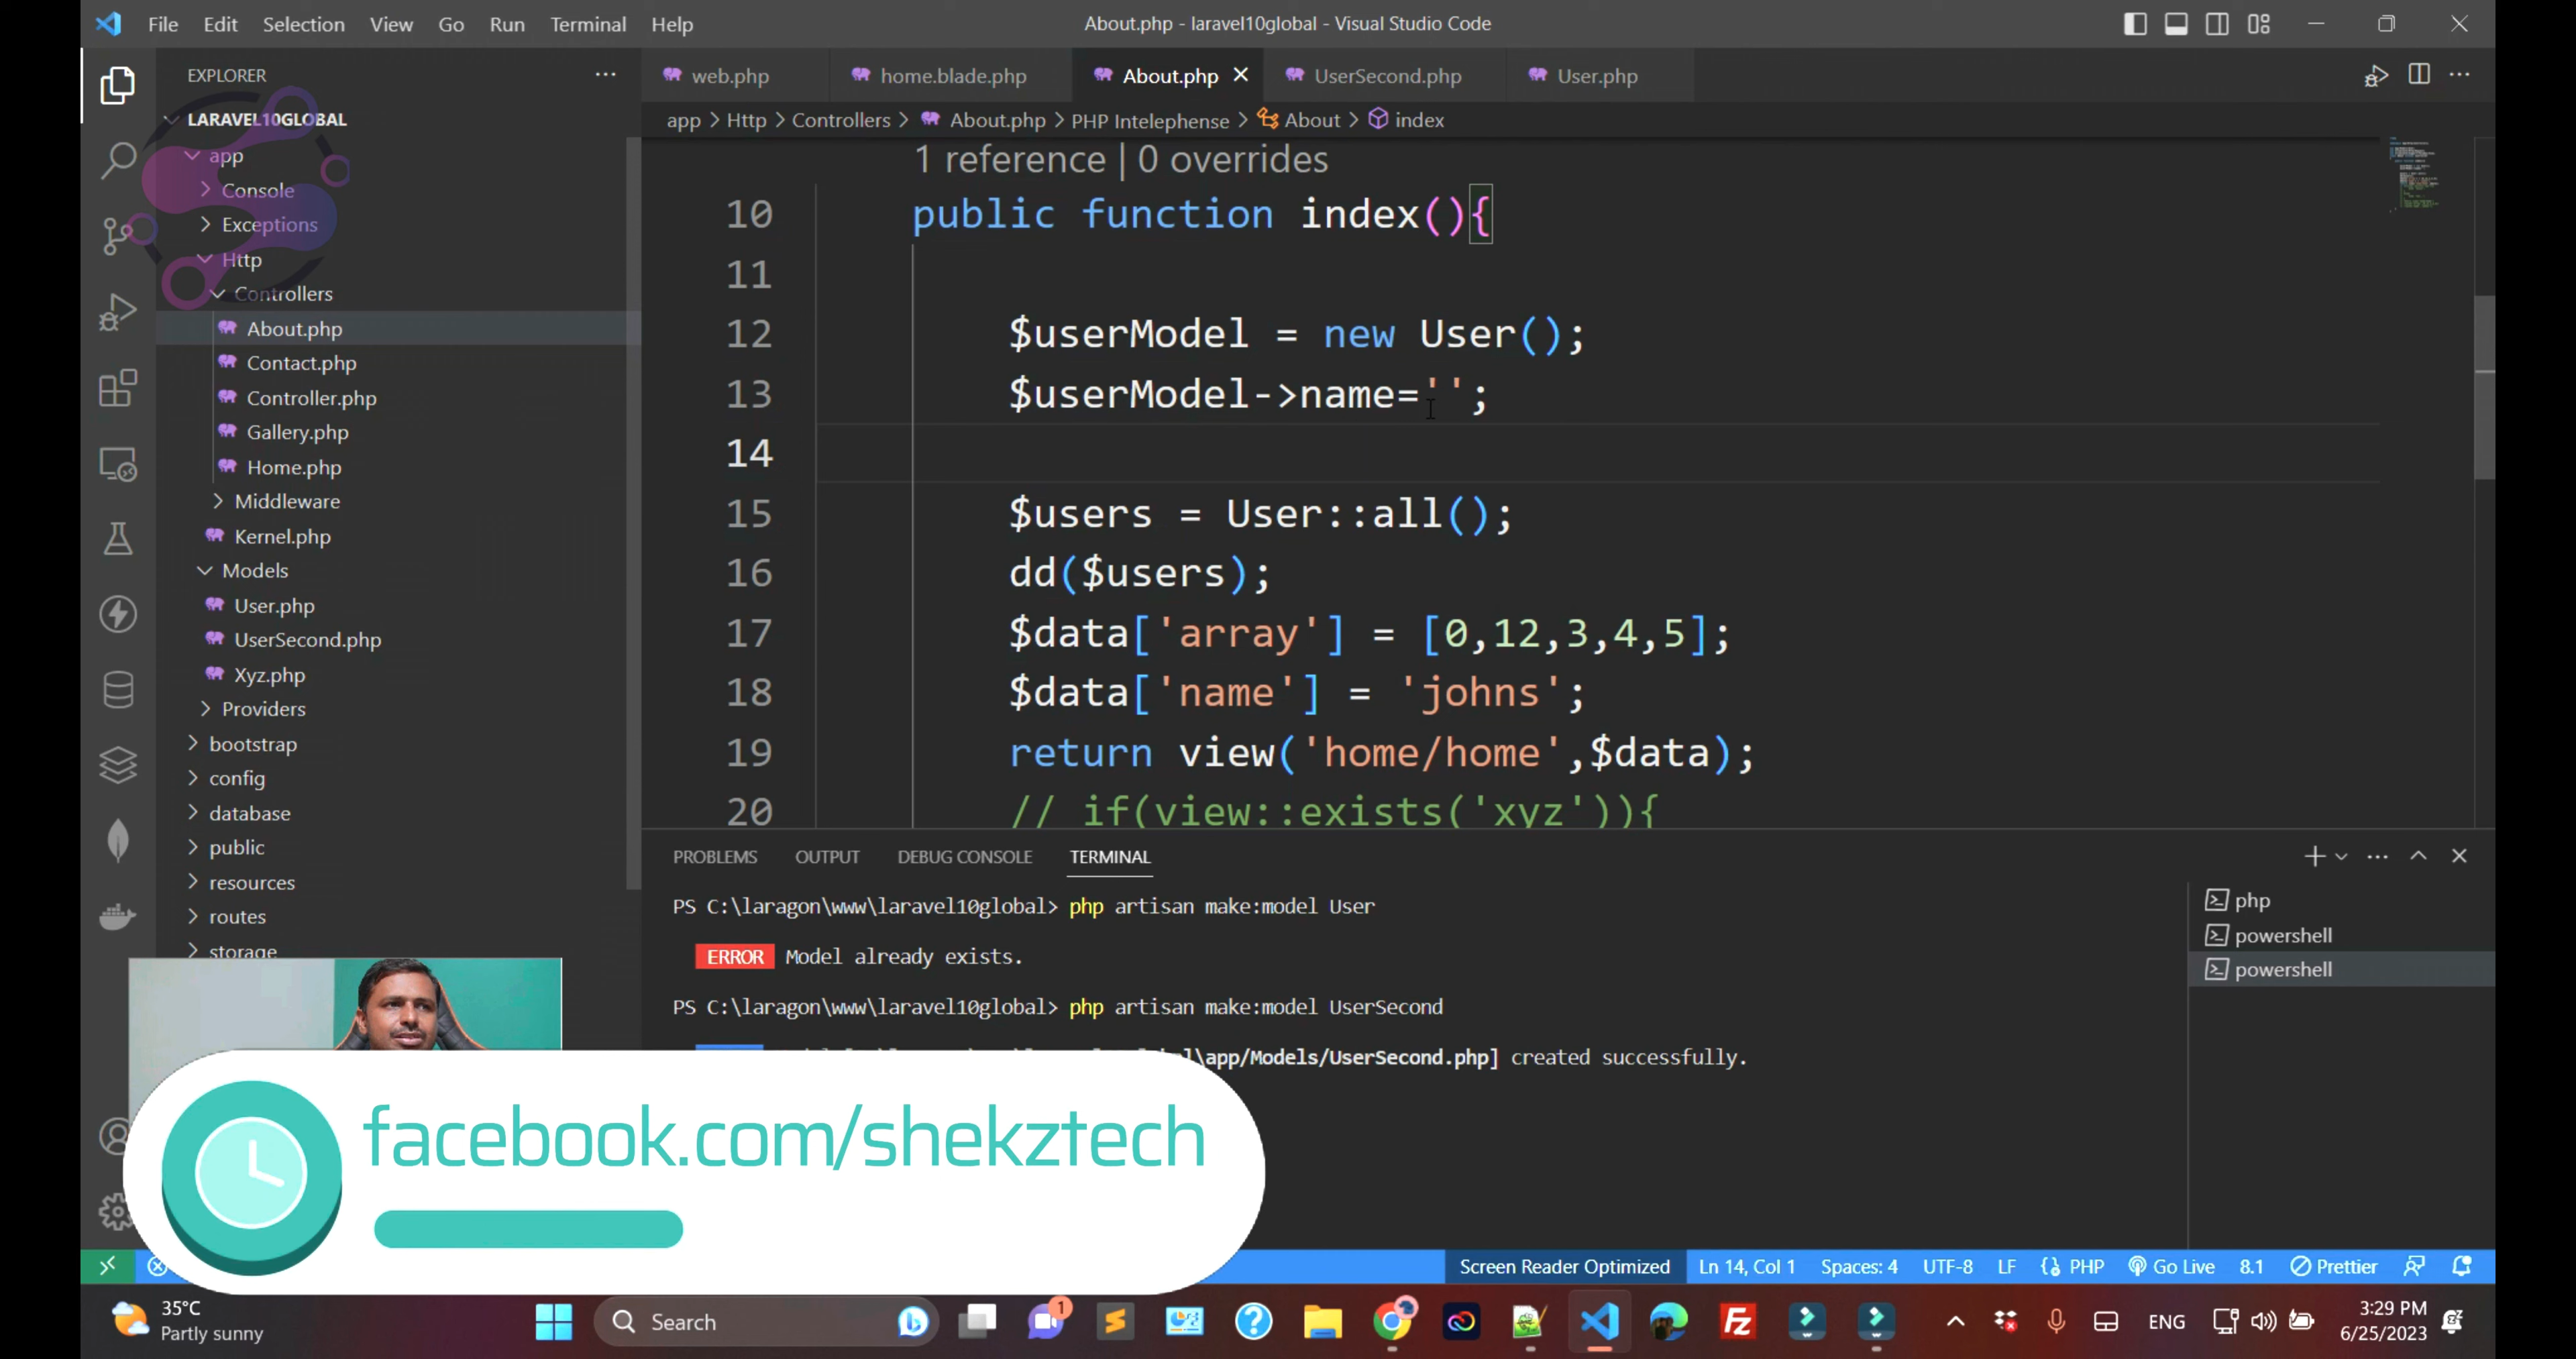 File Edit Selection View Go Run Terminal Help
About.php - laravel10global - Visual Studio Code
EXPLORER
LARAVEL10GLOBAL
app
Console
Exceptions
Http
Controllers
About.php
Contact.php
Controller.php
Gallery.php
Home.php
Middleware
Kernel.php
Models
User.php
UserSecond.php
Xyz.php
Providers
bootstrap
config
database
public
resources
routes
storage
web.php home.blade.php About.php UserSecond.php User.php
app > Http > Controllers > About.php > PHP Intelephense > About > index
1 reference | 0 overrides
10 public function index(){
11
12 $userModel = new User();
13 $userModel->name='';
14
15 $users = User::all();
16 dd($users);
17 $data['array'] = [0,12,3,4,5];
18 $data['name'] = 'johns';
19 return view('home/home',$data);
20 // if(view::exists('xyz')){
PROBLEMS OUTPUT DEBUG CONSOLE TERMINAL
PS C:\laragon\www\laravel10global> php artisan make:model User
ERROR Model already exists.
PS C:\laragon\www\laravel10global> php artisan make:model UserSecond
\app/Models/UserSecond.php] created successfully.
php
powershell
powershell
facebook.com/shekztech
Screen Reader Optimized Ln 14, Col 1 Spaces: 4 UTF-8 LF PHP Go Live 8.1 Prettier
35°C
Partly sunny
Search
1
ENG
3:29 PM
6/25/2023